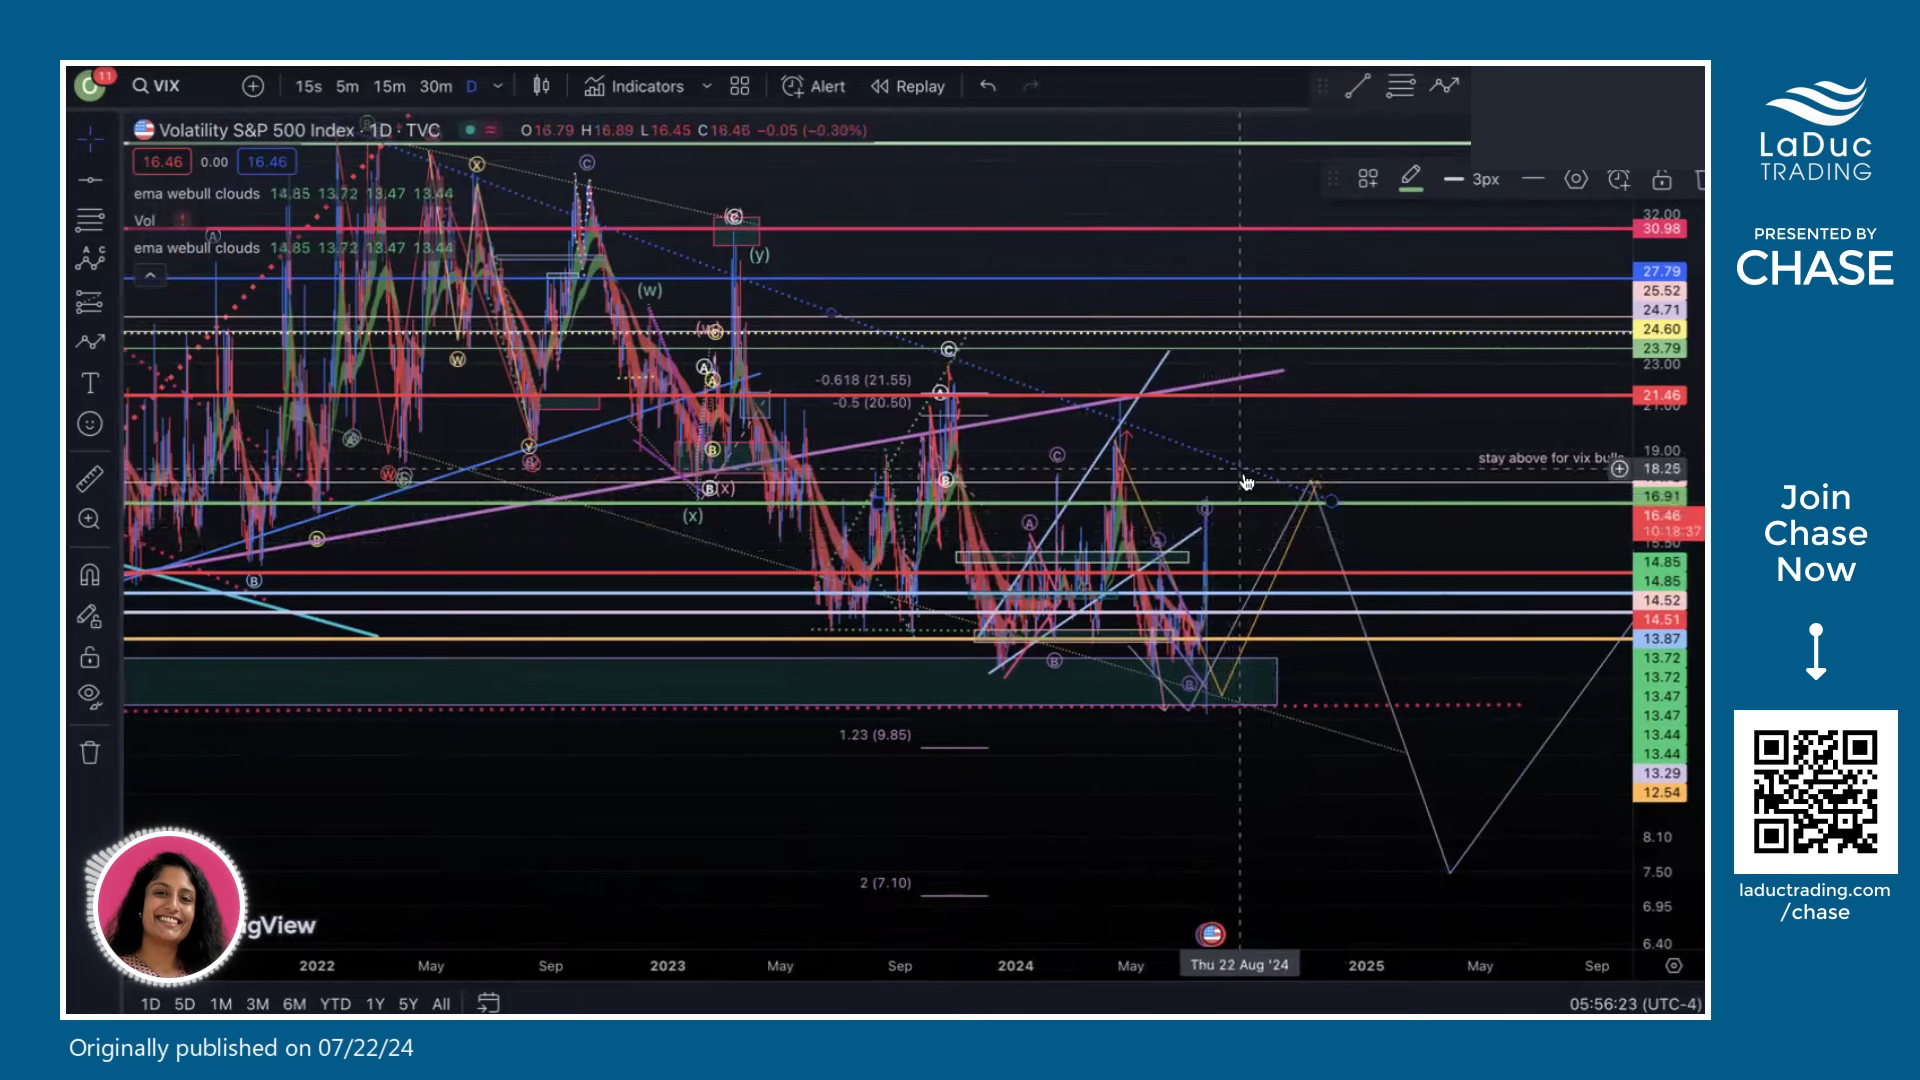 11
VIX
15s 5m 15m 30m D
Indicators
Alert
Replay
Volatility S&P 500 Index · 1D · TVC
O16.79 H16.89 L16.45 C16.46 −0.05 (−0.30%)
16.46 0.00 16.46
ema webull clouds 14.85 13.72 13.47 13.44
Vol
ema webull clouds 14.85 13.72 13.47 13.44
3px
(w)
(y)
(x)
-0.618 (21.55)
-0.5 (20.50)
1.23 (9.85)
2 (7.10)
stay above for vix bulls
32.00
30.98
27.79
25.52
24.71
24.60
23.79
23.00
21.46
21.00
19.00
18.25
16.91
16.46
10:18:37
15.50
14.85
14.85
14.52
14.51
13.87
13.72
13.72
13.47
13.47
13.44
13.44
13.29
12.54
8.10
7.50
6.95
6.40
gView
2022 May Sep 2023 May Sep 2024 May Thu 22 Aug '24 2025 May Sep
1D 5D 1M 3M 6M YTD 1Y 5Y All
05:56:23 (UTC-4)
LaDuc
TRADING
PRESENTED BY
CHASE
Join
Chase
Now
laductrading.com
/chase
Originally published on 07/22/24